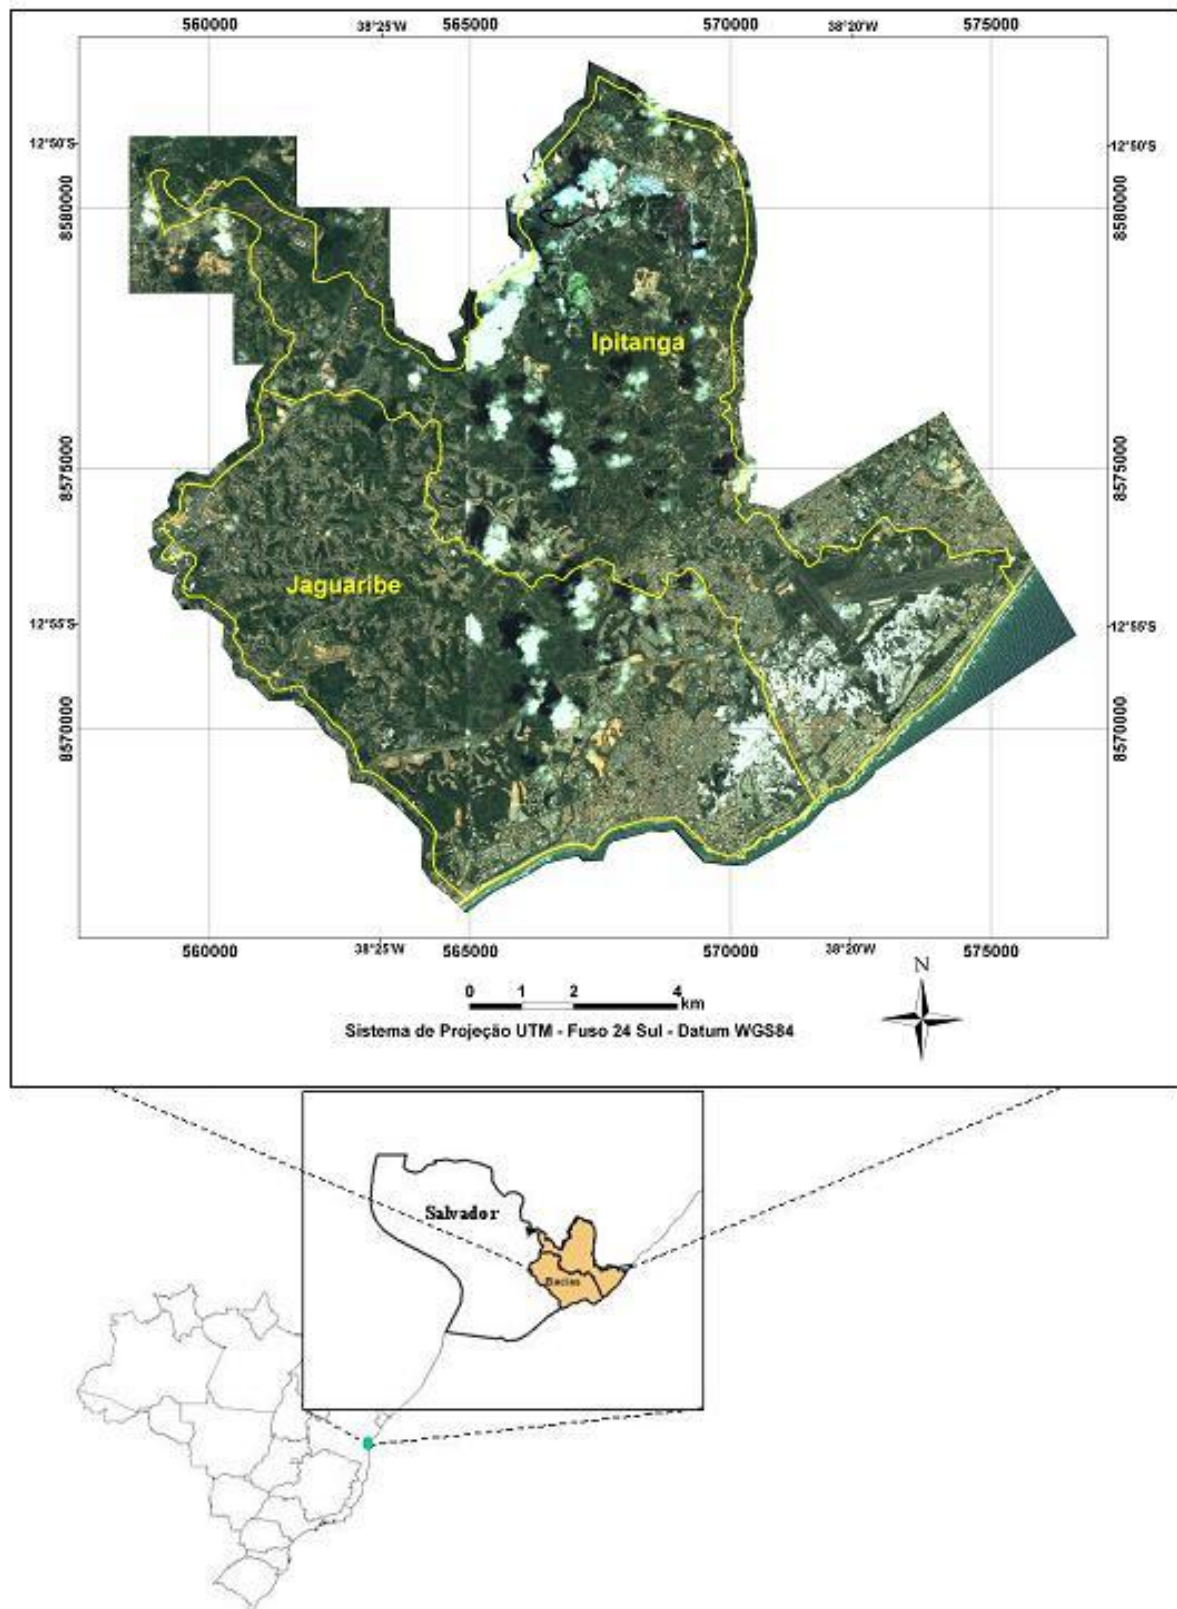 560000 38°25'W 565000 570000 38°20'W 575000
12°50'S 12°50'S
8580000 8580000
Ipitanga
8575000 8575000
Jaguaribe
12°55'S 12°55'S
8570000 8570000
560000 38°25'W 565000 570000 38°20'W 575000
N
0 1 2 4 km
Sistema de Projeção UTM - Fuso 24 Sul - Datum WGS84
Salvador
Bacias